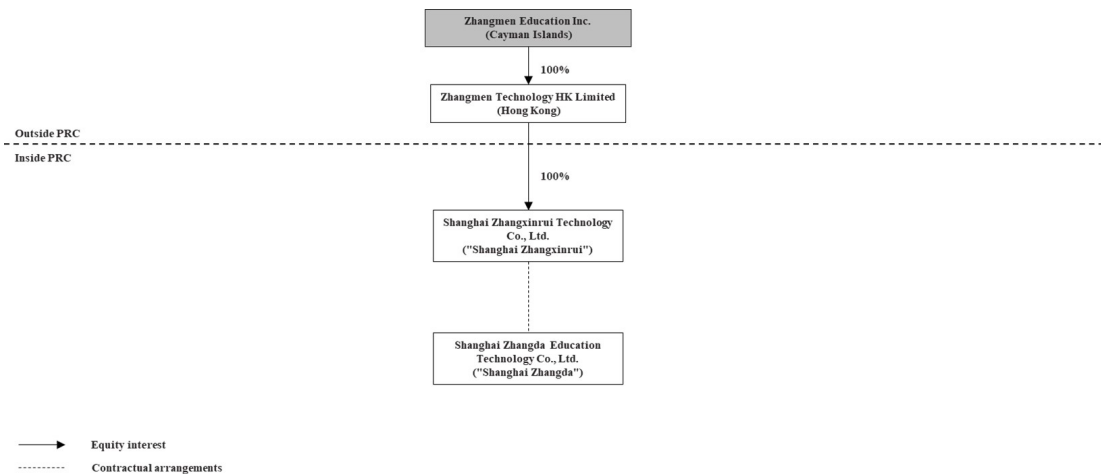 Zhangmen Education Inc.
(Cayman Islands)
100%
Zhangmen Technology HK Limited
(Hong Kong)
Outside PRC
Inside PRC
100%
Shanghai Zhangxinrui Technology
Co., Ltd.
("Shanghai Zhangxinrui")
Shanghai Zhangda Education
Technology Co., Ltd.
("Shanghai Zhangda")
Equity interest
Contractual arrangements